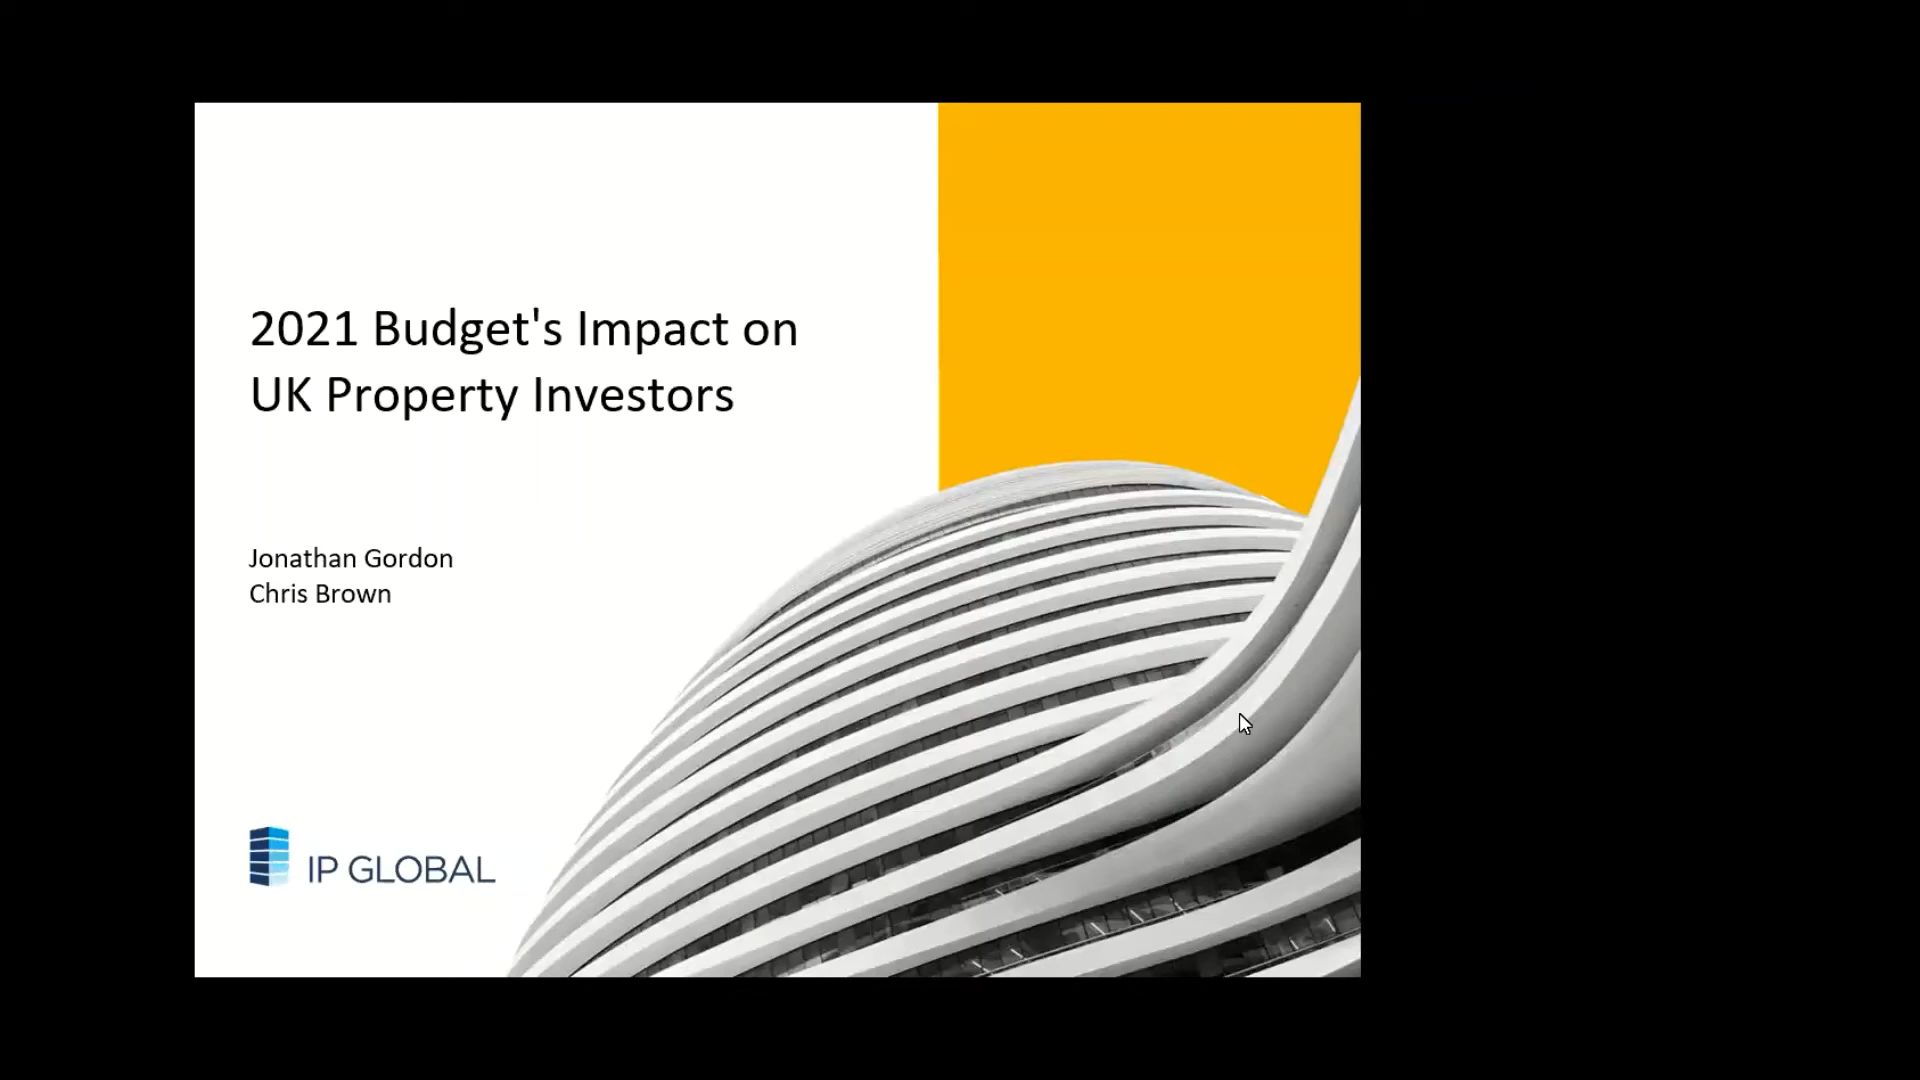 2021 Budget's Impact on
UK Property Investors
Jonathan Gordon
Chris Brown
IP GLOBAL